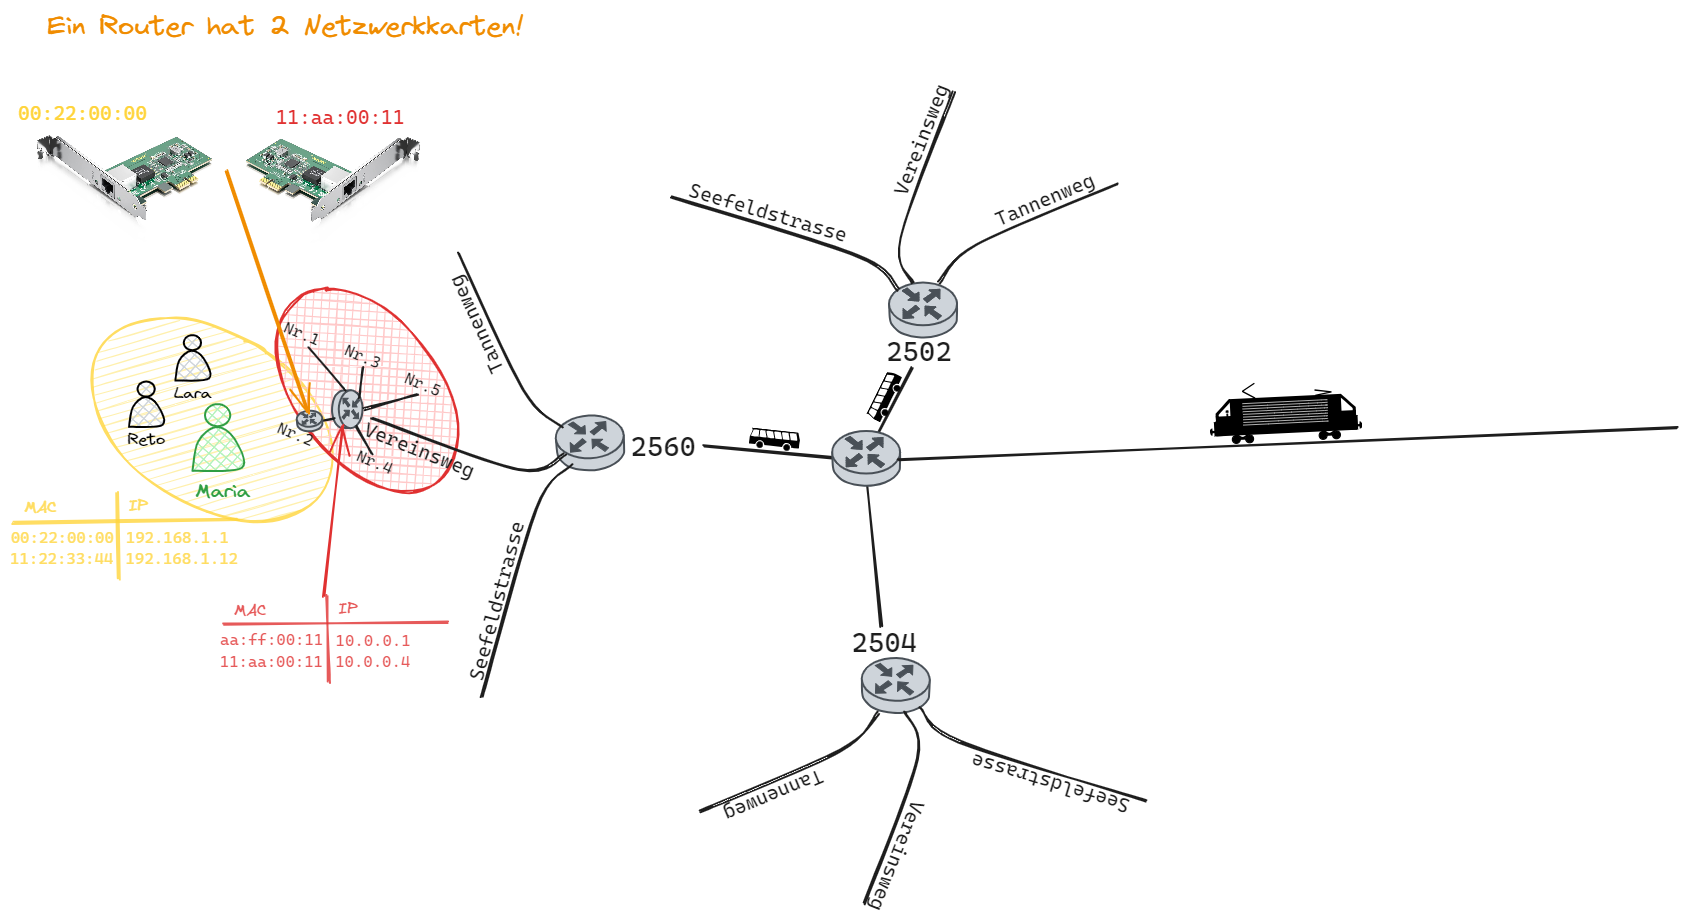 Ein Router hat 2 Netzwerkkarten!
00:22:00:00
11:aa:00:11
Vereinsweg
Seefeldstrasse
Tannenweg
Tannenweg
2502
Nr.1
Nr.3
Nr.5
Nr.2
Nr.4
Vereinsweg
Lara
Reto
Maria
2560
MAC IP
00:22:00:00 192.168.1.1
11:22:33:44 192.168.1.12
Seefeldstrasse
MAC IP
aa:ff:00:11 10.0.0.1
11:aa:00:11 10.0.0.4
2504
Tannenweg
Seefeldstrasse
Vereinsweg